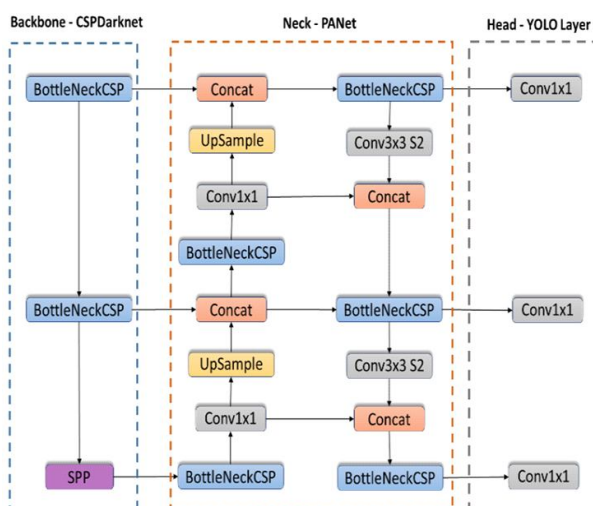 Backbone - CSPDarknet
Neck - PANet
Head - YOLO Layer
BottleNeckCSP
Concat
BottleNeckCSP
Conv1x1
UpSample
Conv3x3 S2
Conv1x1
Concat
BottleNeckCSP
BottleNeckCSP
Concat
BottleNeckCSP
Conv1x1
UpSample
Conv3x3 S2
Conv1x1
Concat
SPP
BottleNeckCSP
BottleNeckCSP
Conv1x1